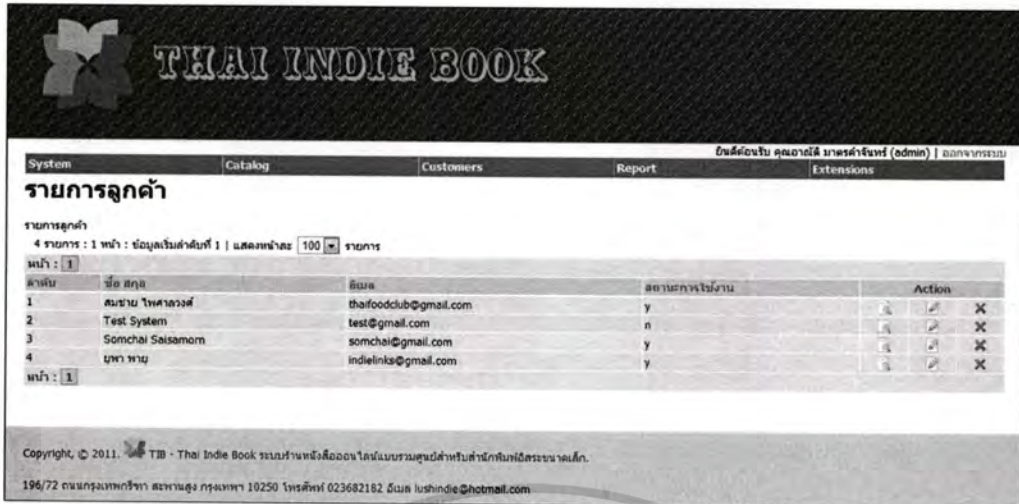 THAI INDIE BOOK
ยินดีต้อนรับ คุณอาณัติ มาตรคำจันทร์ (admin) | ออกจากระบบ
System Catalog Customers Report Extensions
รายการลูกค้า
รายการลูกค้า
4 รายการ : 1 หน้า : ข้อมูลเริ่มลำดับที่ 1 | แสดงหน้าละ 100 รายการ
หน้า : 1
ลำดับ ชื่อ สกุล อีเมล สถานะการใช้งาน Action
1 สมชาย ไพศาลวงศ์ thaifoodclub@gmail.com y
2 Test System test@gmail.com n
3 Somchai Saisamorn somchai@gmail.com y
4 ยุพา พายุ indielinks@gmail.com y
หน้า : 1
Copyright, © 2011. TIB - Thai Indie Book ระบบร้านหนังสือออนไลน์แบบรวมศูนย์สำหรับสำนักพิมพ์อิสระขนาดเล็ก.
196/72 ถนนกรุงเทพกรีฑา สะพานสูง กรุงเทพฯ 10250 โทรศัพท์ 023682182 อีเมล lushindie@hotmail.com